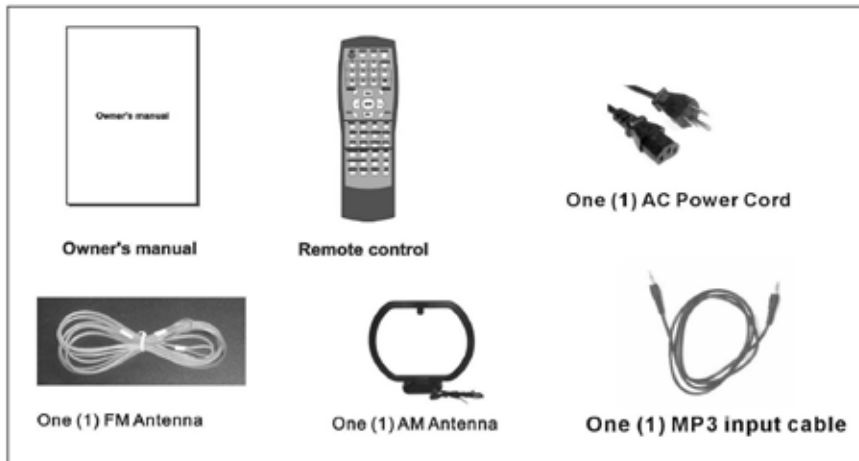 Owner's manual
Owner's manual
Remote control
One (1) AC Power Cord
One (1) FM Antenna
One (1) AM Antenna
One (1) MP3 input cable